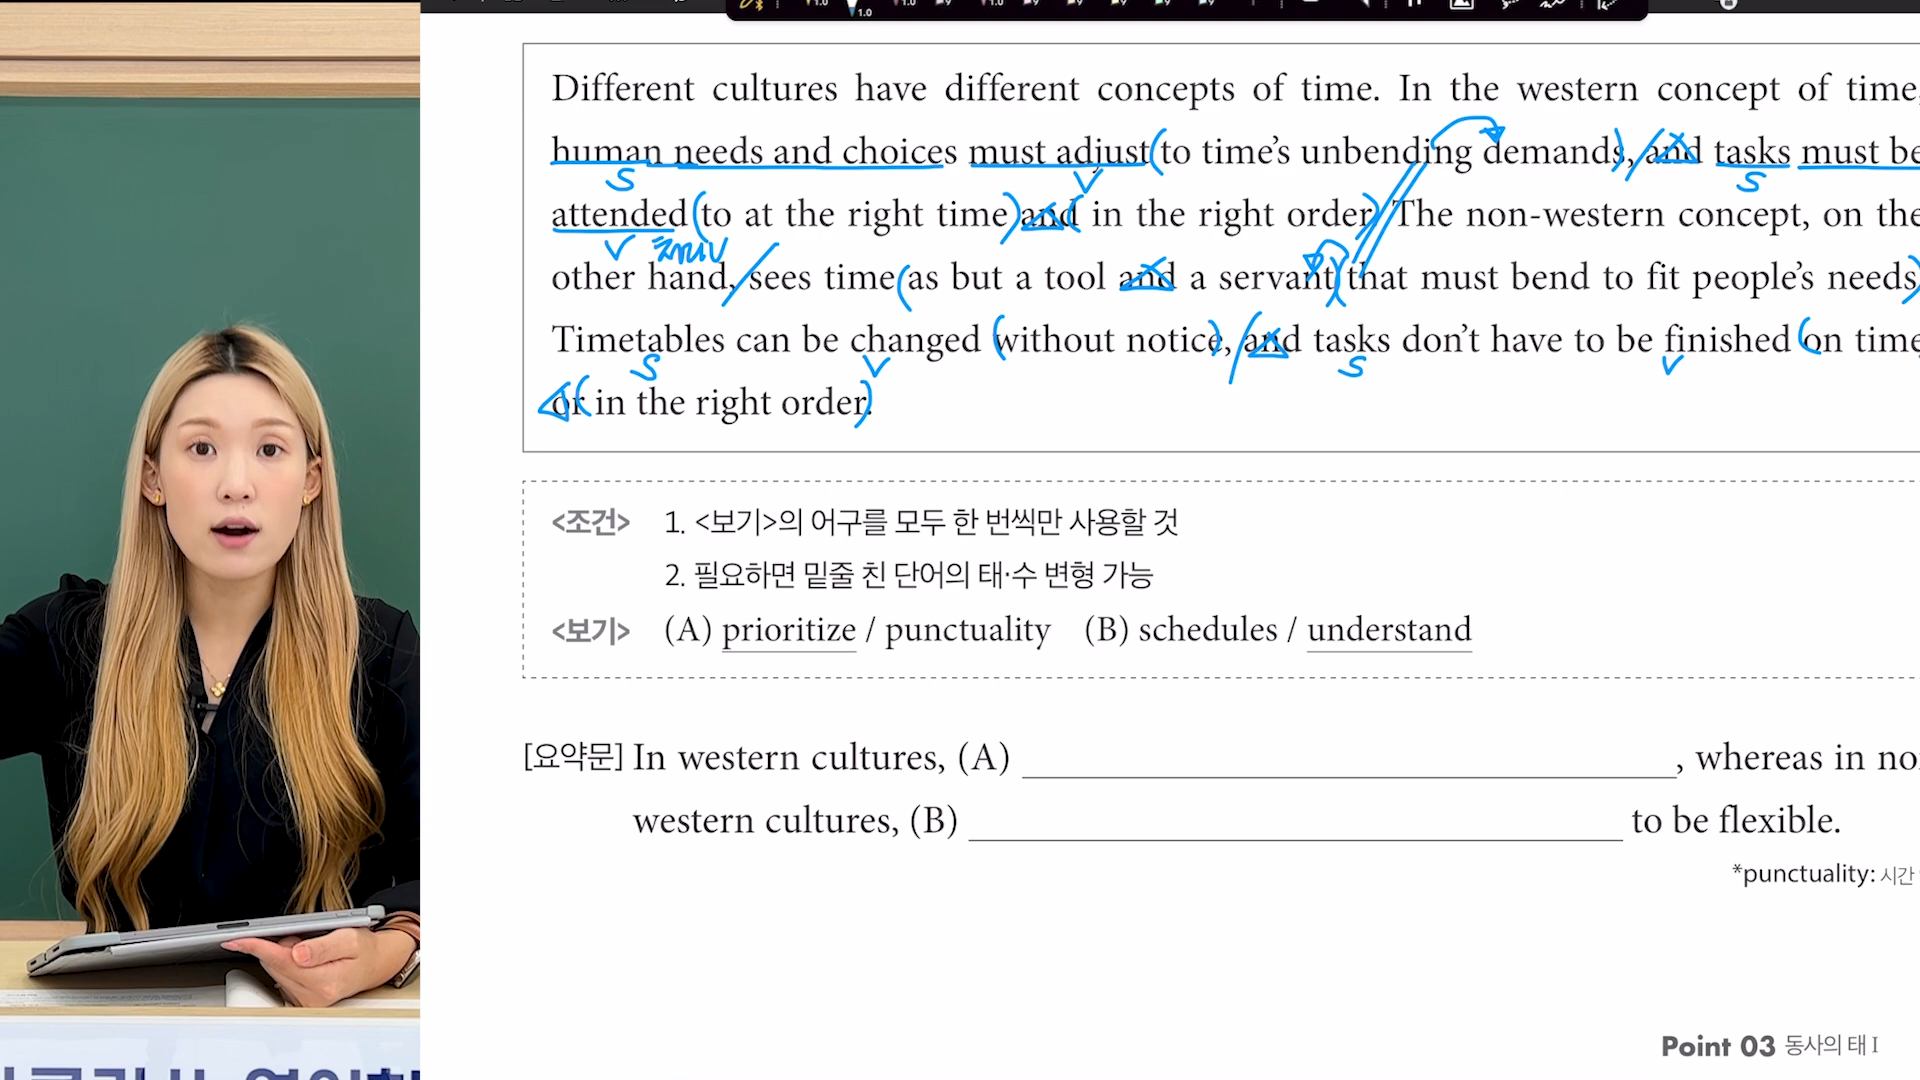 Different cultures have different concepts of time. In the western concept of time,
human needs and choices must adjust (to time's unbending demands), / and tasks must be
S V S
attended (to at the right time) and ( in the right order) The non-western concept, on the
V
other hand, / sees time (as but a tool and a servant) (that must bend to fit people's needs)
Timetables can be changed (without notice), / and tasks don't have to be finished (on time
S V S V
or ( in the right order).
<조건> 1. <보기>의 어구를 모두 한 번씩만 사용할 것
2. 필요하면 밑줄 친 단어의 태·수 변형 가능
<보기> (A) prioritize / punctuality (B) schedules / understand
[요약문] In western cultures, (A) ________, whereas in
western cultures, (B) ________ to be flexible.
*punctuality: 시간
Point 03 동사의 태 I